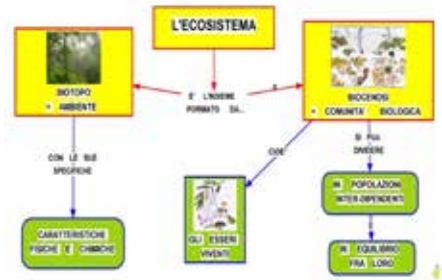 L'ECOSISTEMA
BIOTOPO
O AMBIENTE
E' L'INSIEME
FORMATO DA...
E
BIOCENOSI
O COMUNITA' BIOLOGICA
CON LE SUE
SPECIFICHE
CIOE'
SI PUO
DIVIDERE
CARATTERISTICHE
FISICHE E CHIMICHE
GLI ESSERI
VIVENTI
IN POPOLAZIONI
INTER-DIPENDENTI
E
IN EQUILIBRIO
FRA LORO